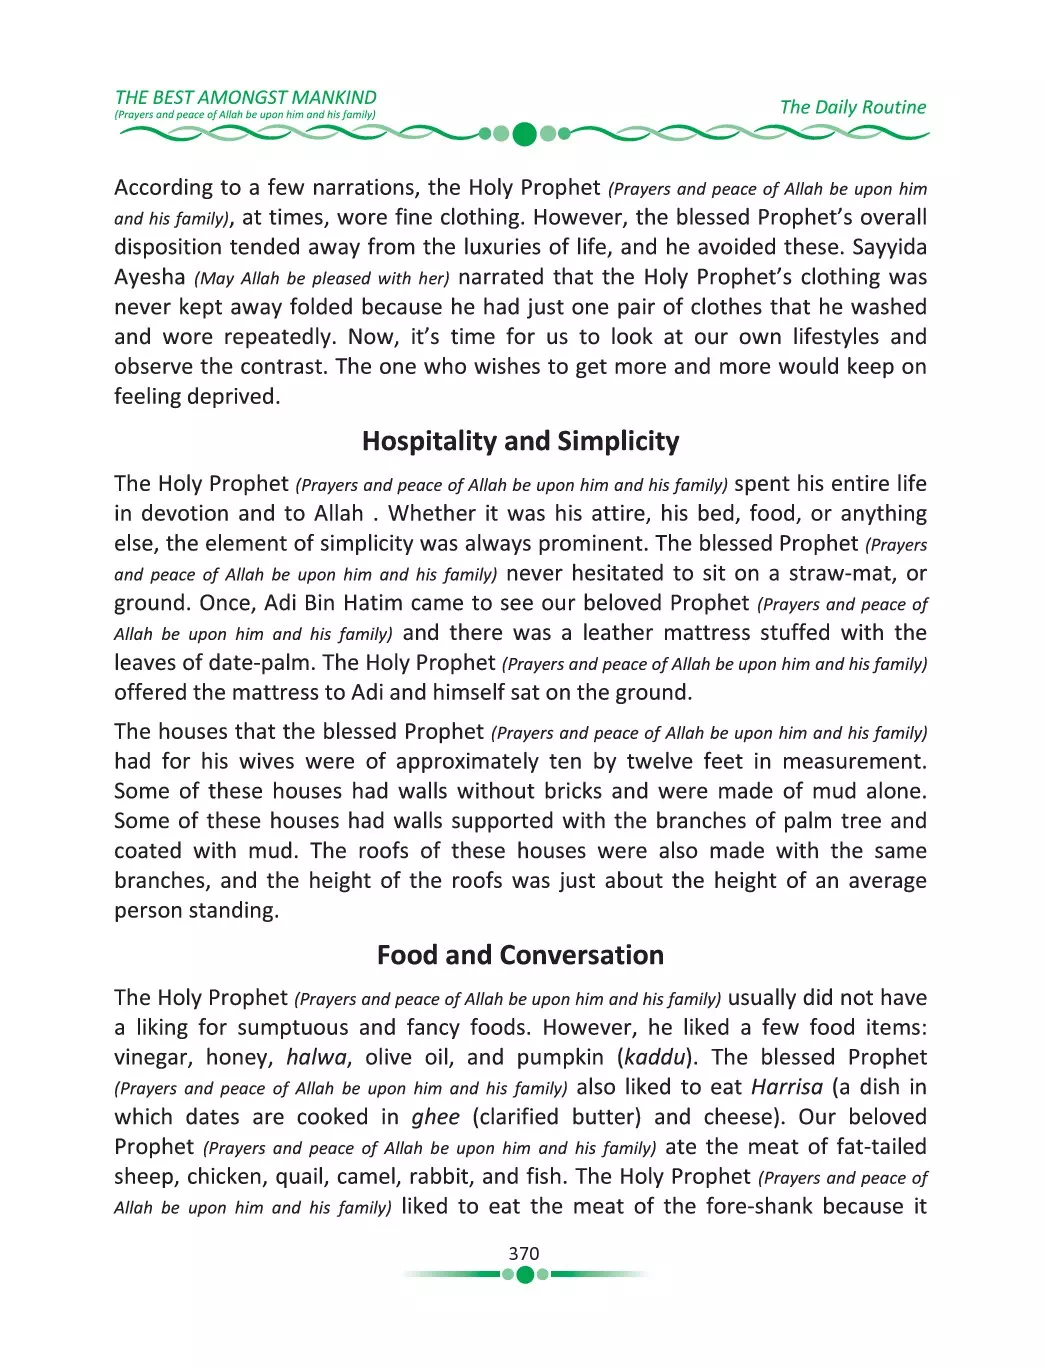 THE BEST AMONGST MANKIND
(Prayers and peace of Allah be upon him and his family)
The Daily Routine
According to a few narrations, the Holy Prophet (Prayers and peace of Allah be upon him
and his family), at times, wore fine clothing. However, the blessed Prophet’s overall
disposition tended away from the luxuries of life, and he avoided these. Sayyida
Ayesha (May Allah be pleased with her) narrated that the Holy Prophet’s clothing was
never kept away folded because he had just one pair of clothes that he washed
and wore repeatedly. Now, it’s time for us to look at our own lifestyles and
observe the contrast. The one who wishes to get more and more would keep on
feeling deprived.
Hospitality and Simplicity
The Holy Prophet (Prayers and peace of Allah be upon him and his family) spent his entire life
in devotion and to Allah . Whether it was his attire, his bed, food, or anything
else, the element of simplicity was always prominent. The blessed Prophet (Prayers
and peace of Allah be upon him and his family) never hesitated to sit on a straw-mat, or
ground. Once, Adi Bin Hatim came to see our beloved Prophet (Prayers and peace of
Allah be upon him and his family) and there was a leather mattress stuffed with the
leaves of date-palm. The Holy Prophet (Prayers and peace of Allah be upon him and his family)
offered the mattress to Adi and himself sat on the ground.
The houses that the blessed Prophet (Prayers and peace of Allah be upon him and his family)
had for his wives were of approximately ten by twelve feet in measurement.
Some of these houses had walls without bricks and were made of mud alone.
Some of these houses had walls supported with the branches of palm tree and
coated with mud. The roofs of these houses were also made with the same
branches, and the height of the roofs was just about the height of an average
person standing.
Food and Conversation
The Holy Prophet (Prayers and peace of Allah be upon him and his family) usually did not have
a liking for sumptuous and fancy foods. However, he liked a few food items:
vinegar, honey, halwa, olive oil, and pumpkin (kaddu). The blessed Prophet
(Prayers and peace of Allah be upon him and his family) also liked to eat Harrisa (a dish in
which dates are cooked in ghee (clarified butter) and cheese). Our beloved
Prophet (Prayers and peace of Allah be upon him and his family) ate the meat of fat-tailed
sheep, chicken, quail, camel, rabbit, and fish. The Holy Prophet (Prayers and peace of
Allah be upon him and his family) liked to eat the meat of the fore-shank because it
370